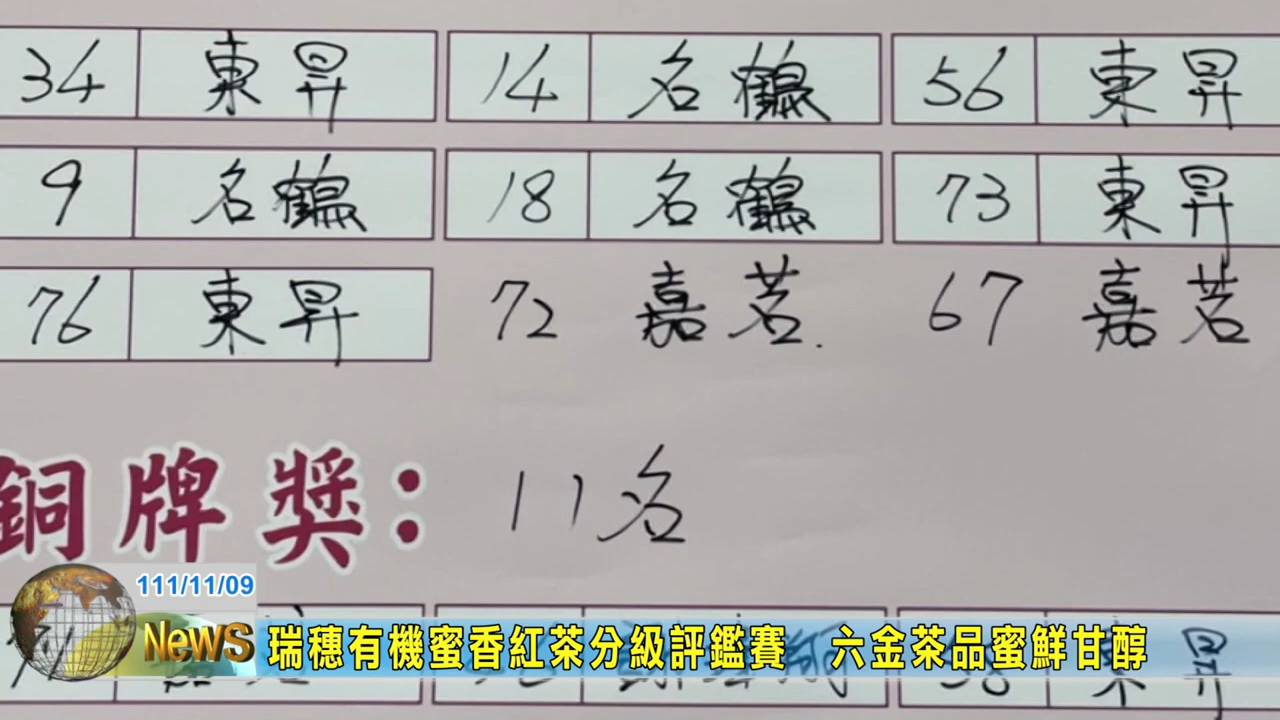 34 東昇 14 名鶴 56 東昇
9 名鶴 18 名鶴 73 東昇
76 東昇 72 嘉茗. 67 嘉茗
銅牌獎: 11名
111/11/09
NewS 瑞穗有機蜜香紅茶分級評鑑賽 六金茶品蜜鮮甘醇